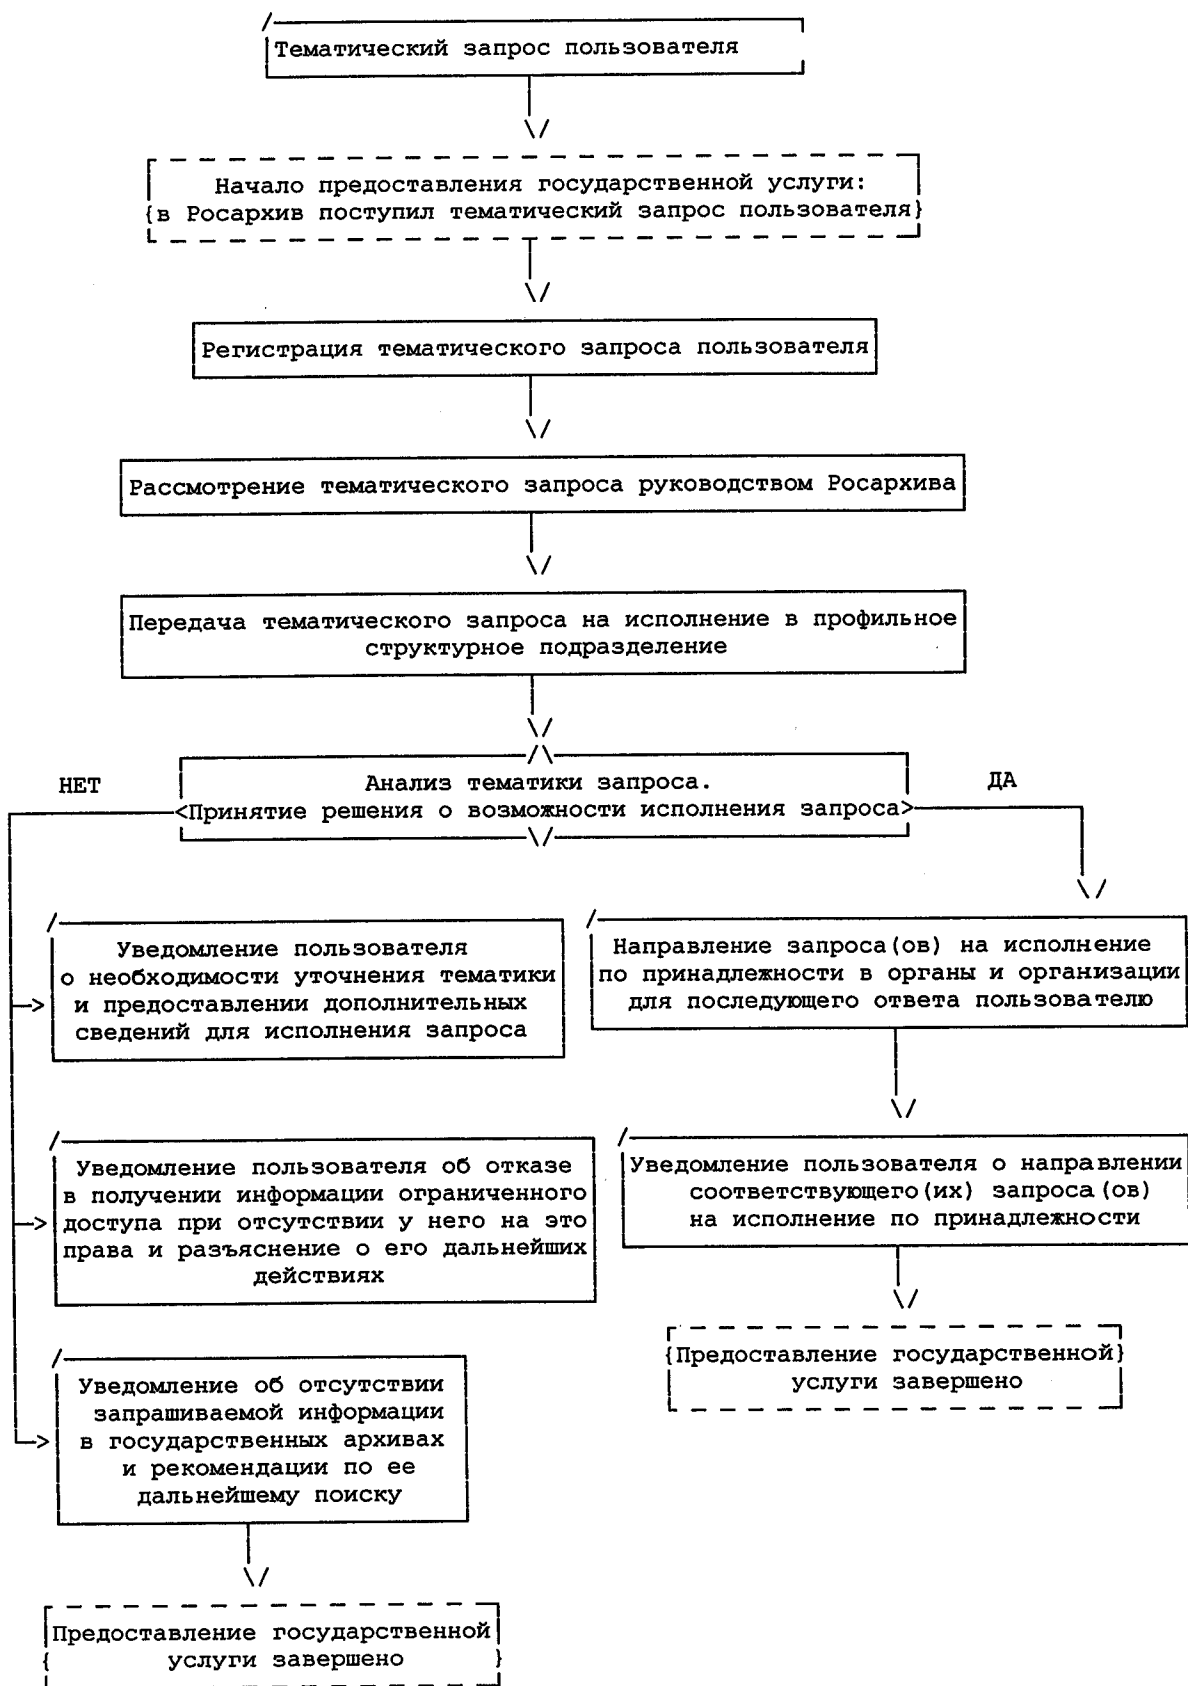 Тематический запрос пользователя
Начало предоставления государственной услуги:
{в Росархив поступил тематический запрос пользователя}
Регистрация тематического запроса пользователя
Рассмотрение тематического запроса руководством Росархива
Передача тематического запроса на исполнение в профильное
структурное подразделение
НЕТ
Анализ тематики запроса.
<Принятие решения о возможности исполнения запроса>
ДА
Уведомление пользователя
о необходимости уточнения тематики
и предоставлении дополнительных
сведений для исполнения запроса
Направление запроса(ов) на исполнение
по принадлежности в органы и организации
для последующего ответа пользователю
Уведомление пользователя об отказе
в получении информации ограниченного
доступа при отсутствии у него на это
права и разъяснение о его дальнейших
действиях
Уведомление пользователя о направлении
соответствующего(их) запроса(ов)
на исполнение по принадлежности
{Предоставление государственной}
услуги завершено
Уведомление об отсутствии
запрашиваемой информации
в государственных архивах
и рекомендации по ее
дальнейшему поиску
Предоставление государственной
{ услуги завершено }